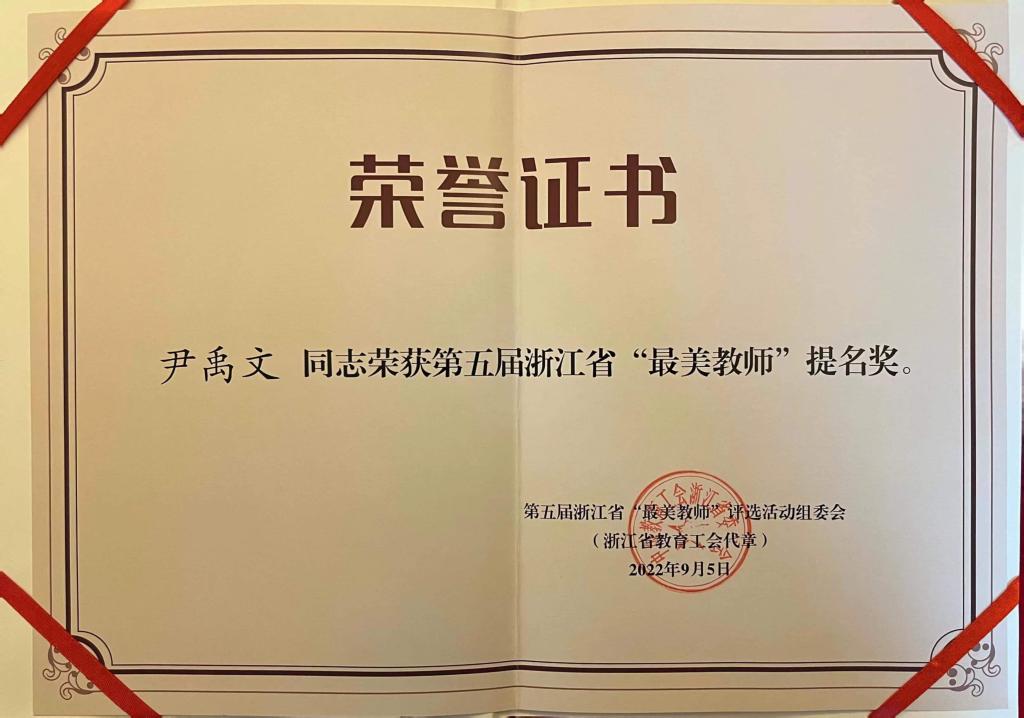 荣誉证书
尹禹文 同志荣获第五届浙江省“最美教师”提名奖。
第五届浙江省“最美教师”评选活动组委会
（浙江省教育工会代章）
2022年9月5日